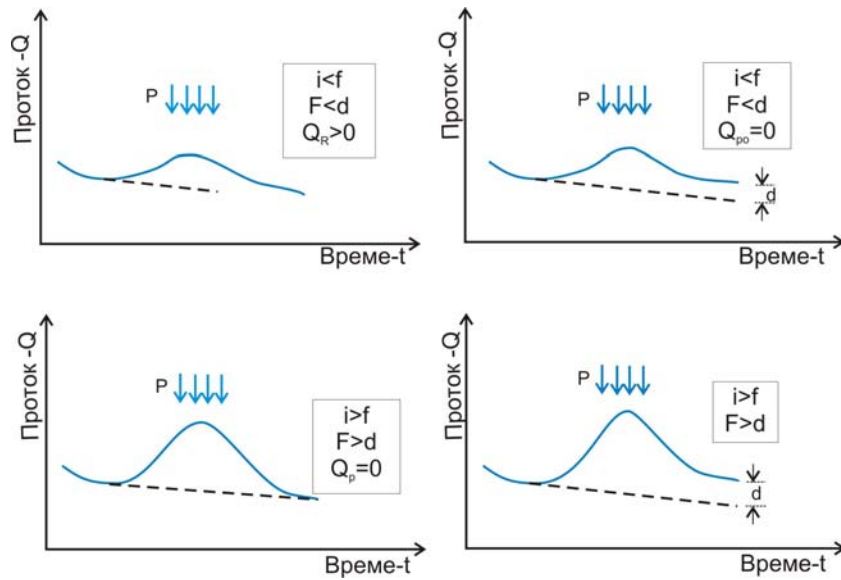 Проток -Q
P
i<f
F<d
Q_R>0
Време-t
Проток -Q
P
i<f
F<d
Q_po=0
d
Време-t
Проток -Q
P
i>f
F>d
Q_p=0
Време-t
Проток -Q
P
i>f
F>d
d
Време-t